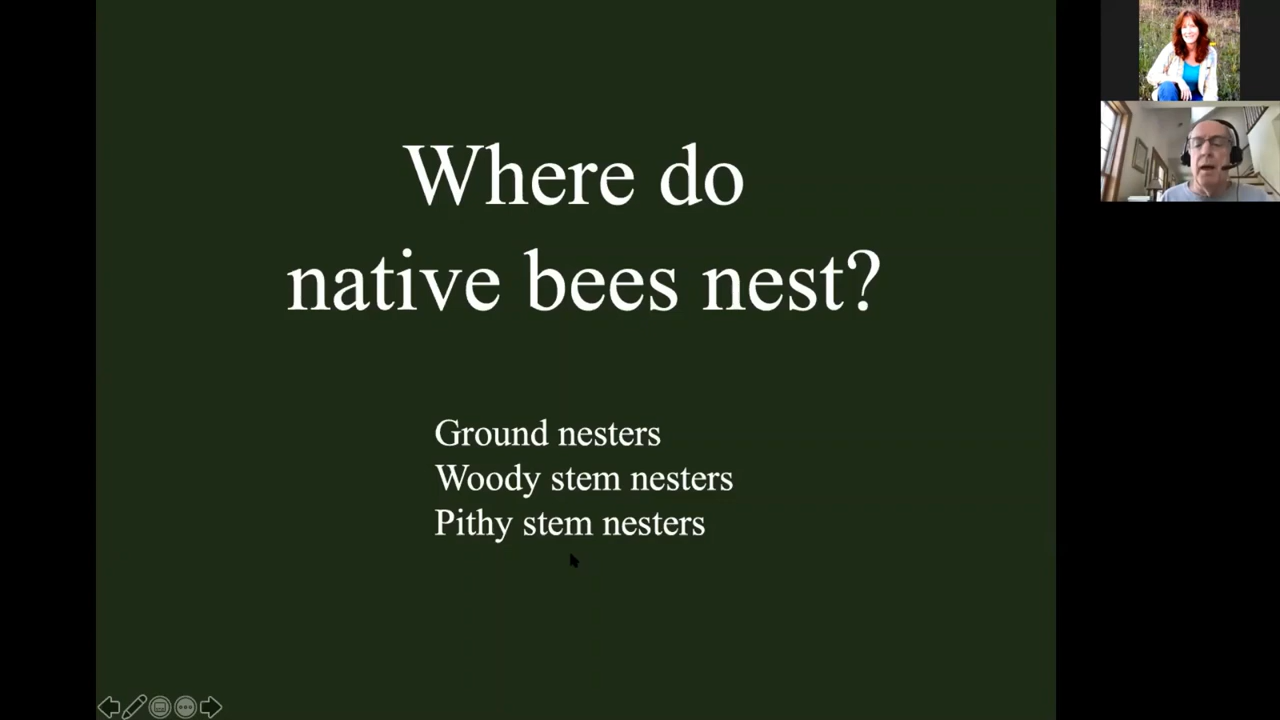 Where do
native bees nest?
Ground nesters
Woody stem nesters
Pithy stem nesters